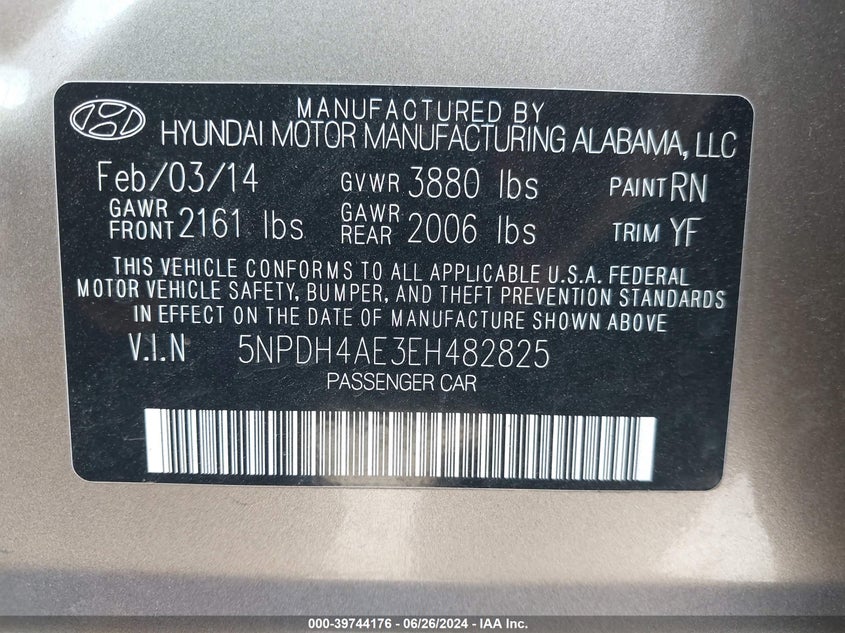 MANUFACTURED BY
HYUNDAI MOTOR MANUFACTURING ALABAMA, LLC
Feb/03/14 GVWR 3880 lbs PAINT RN
GAWR FRONT 2161 lbs GAWR REAR 2006 lbs TRIM YF
THIS VEHICLE CONFORMS TO ALL APPLICABLE U.S.A. FEDERAL
MOTOR VEHICLE SAFETY, BUMPER, AND THEFT PREVENTION STANDARDS
IN EFFECT ON THE DATE OF MANUFACTURE SHOWN ABOVE
V.I.N 5NPDH4AE3EH482825
PASSENGER CAR
000-39744176 - 06/26/2024 - IAA Inc.